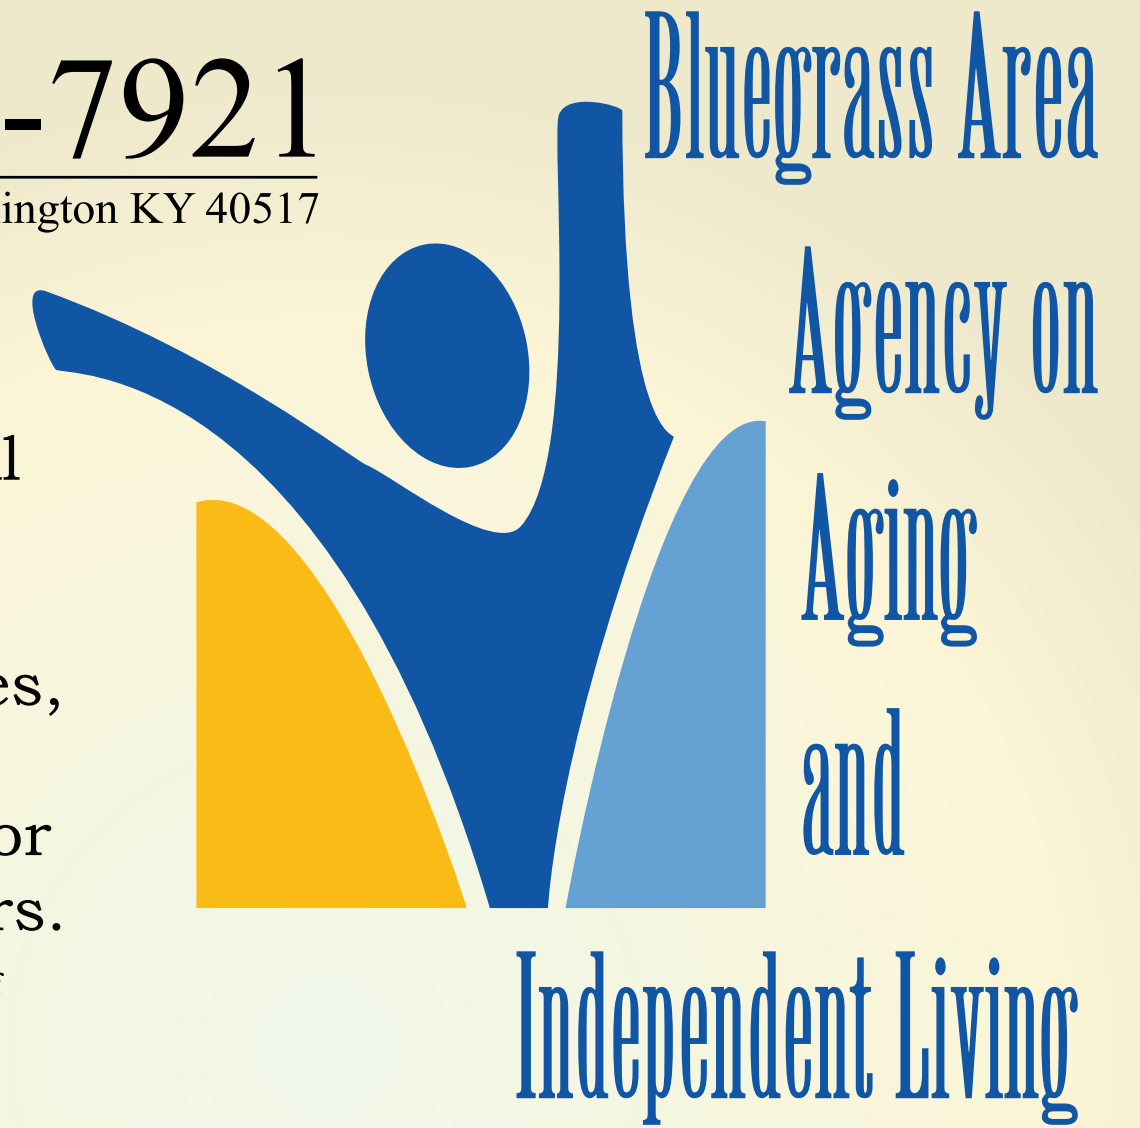 -7921
ington KY 40517
l
es,
or
rs.
Bluegrass Area
Agency on
Aging
and
Independent Living